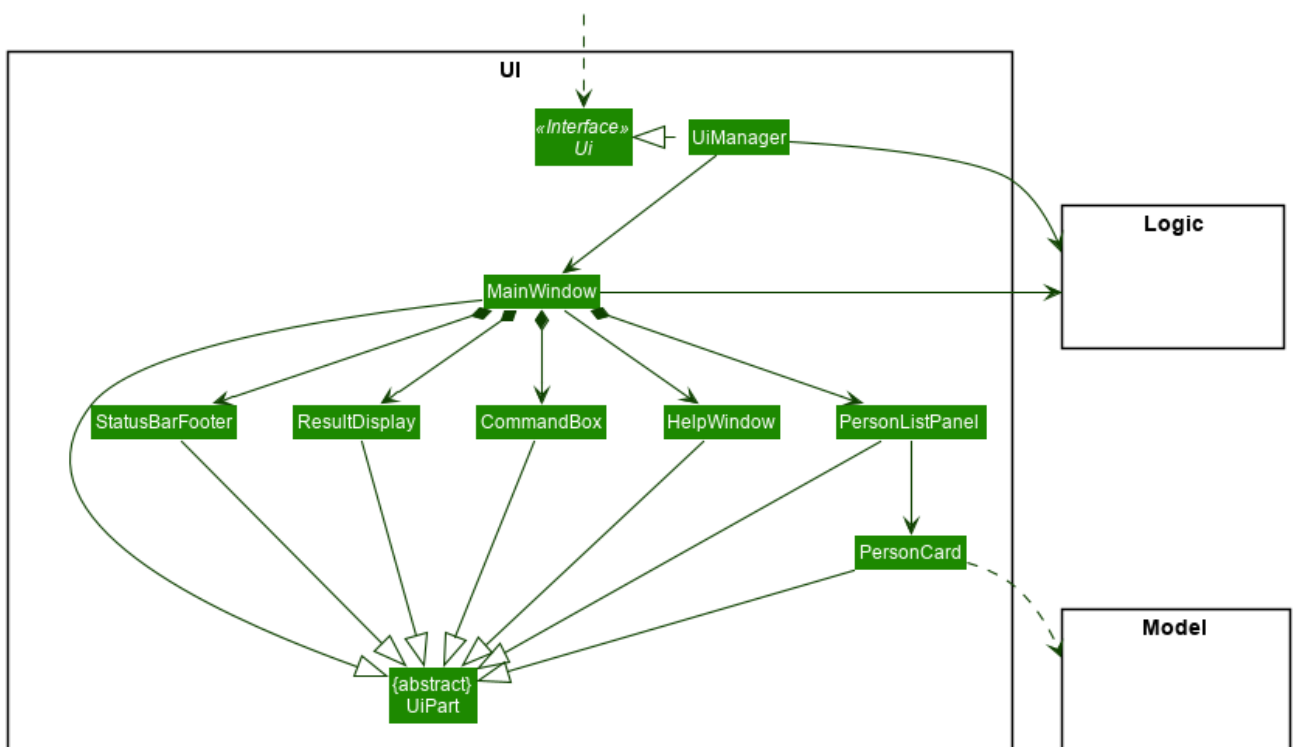 UI
«Interface»
Ui
UiManager
Logic
MainWindow
StatusBarFooter
ResultDisplay
CommandBox
HelpWindow
PersonListPanel
PersonCard
Model
{abstract}
UiPart